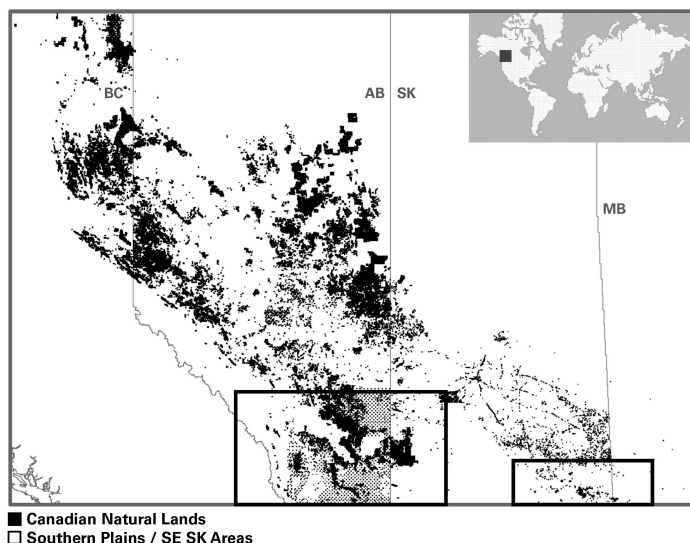 BC
AB
SK
MB
Canadian Natural Lands
Southern Plains / SE SK Areas